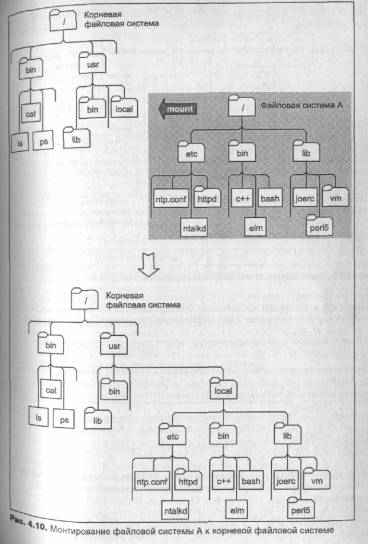 /
Корневая
файловая система
bin
usr
cat
bin
local
ls
ps
lib
mount
/
Файловая система A
etc
bin
lib
ntp.conf
httpd
c++
bash
joerc
vm
ntalkd
elm
perl5
/
Корневая
файловая система
bin
usr
cat
bin
local
ls
ps
lib
etc
bin
lib
ntp.conf
httpd
c++
bash
joerc
vm
ntalkd
elm
perl5
Рис. 4.10. Монтирование файловой системы A к корневой файловой системе